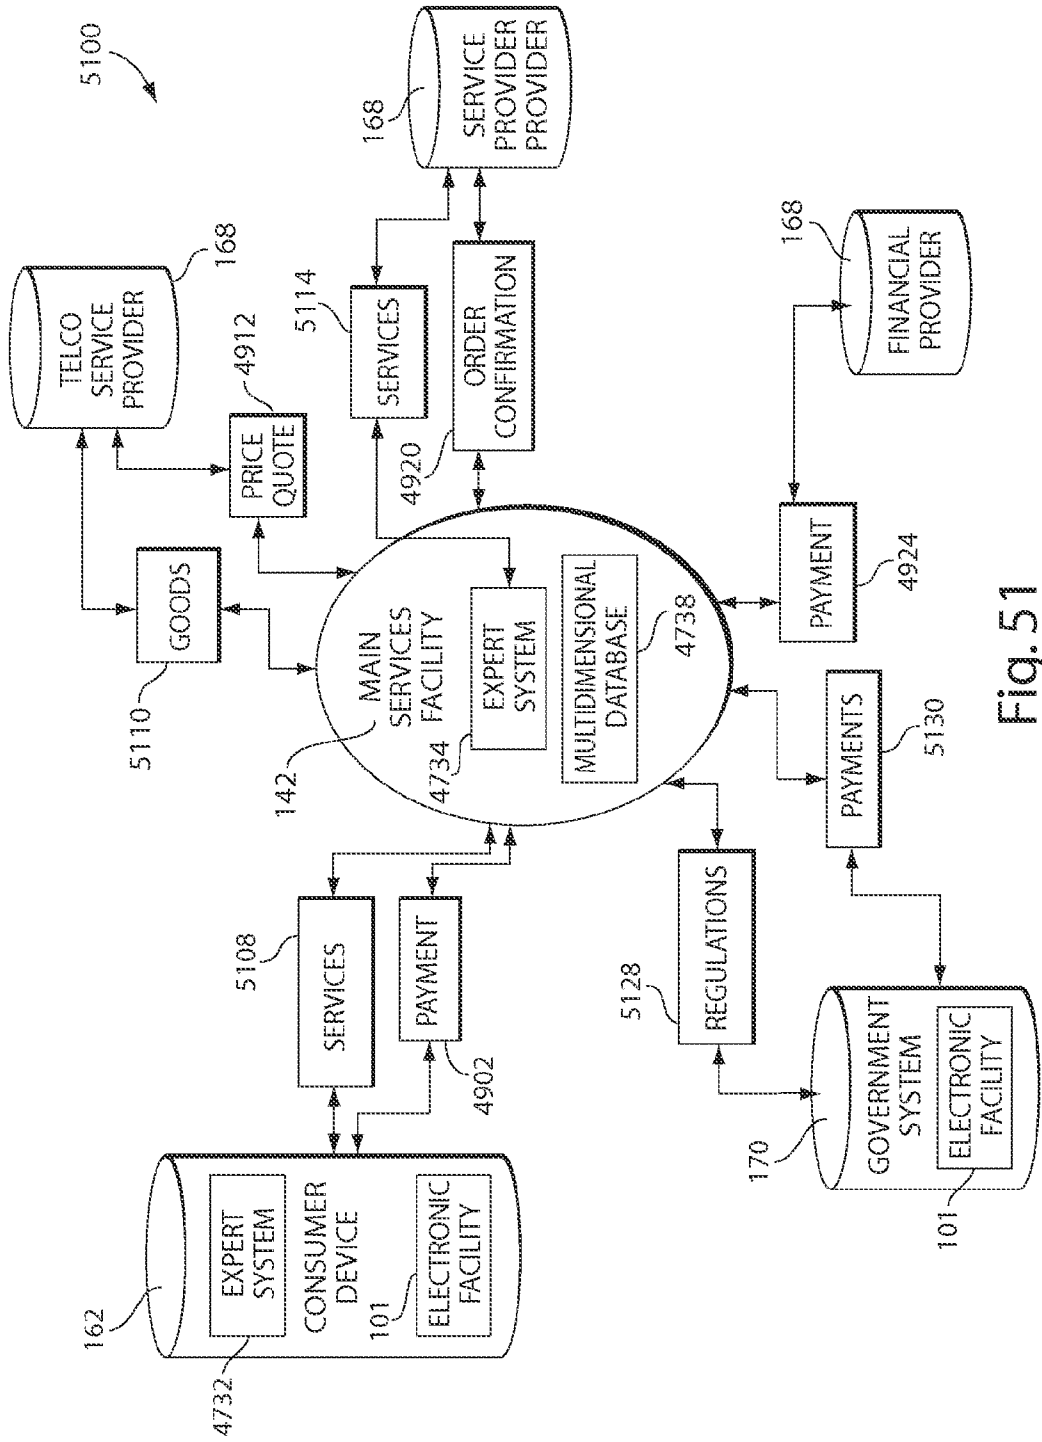 5100
162
4732
EXPERT
SYSTEM
CONSUMER
DEVICE
101
ELECTRONIC
FACILITY
5108
SERVICES
PAYMENT
4902
5110
GOODS
TELCO
SERVICE
PROVIDER
168
4912
PRICE
QUOTE
5114
SERVICES
4920
ORDER
CONFIRMATION
168
SERVICE
PROVIDER
PROVIDER
142
MAIN
SERVICES
FACILITY
4734
EXPERT
SYSTEM
MULTIDIMENSIONAL
DATABASE
4738
5128
REGULATIONS
170
GOVERNMENT
SYSTEM
101
ELECTRONIC
FACILITY
PAYMENTS
5130
PAYMENT
4924
168
FINANCIAL
PROVIDER
Fig. 51